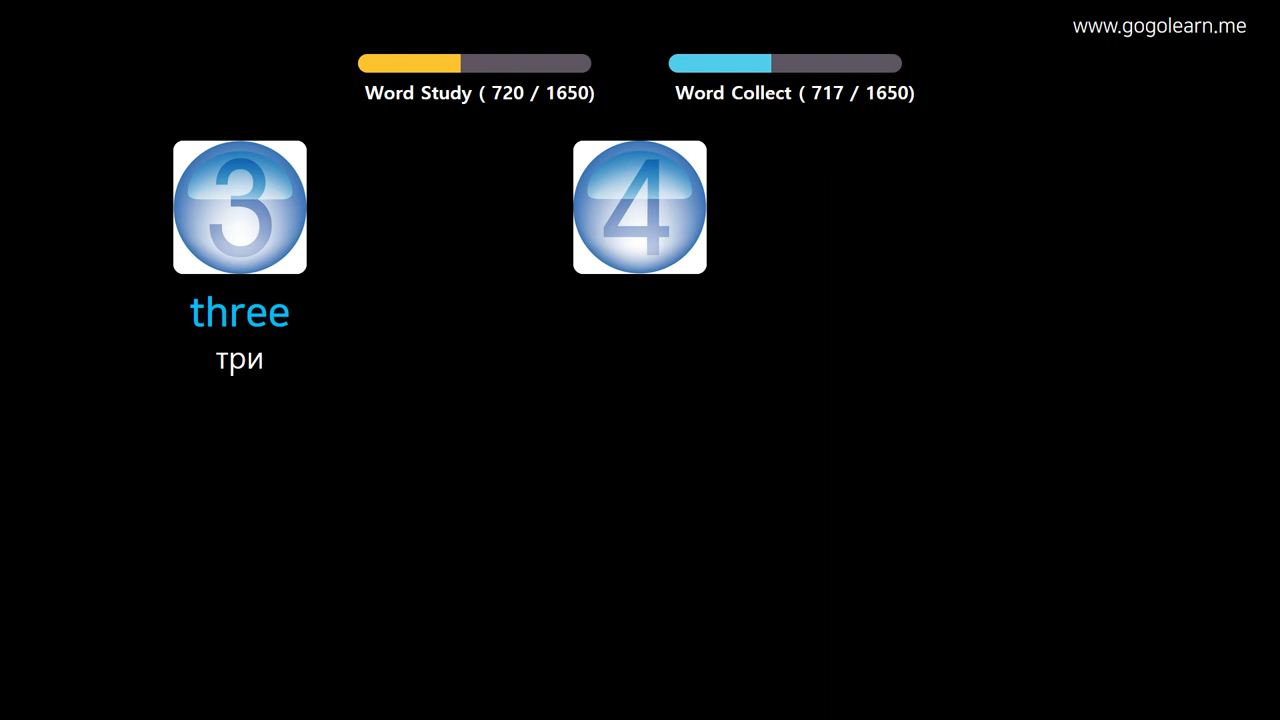 www.gogolearn.me
Word Study ( 720 / 1650)
Word Collect ( 717 / 1650)
3
4
three
три